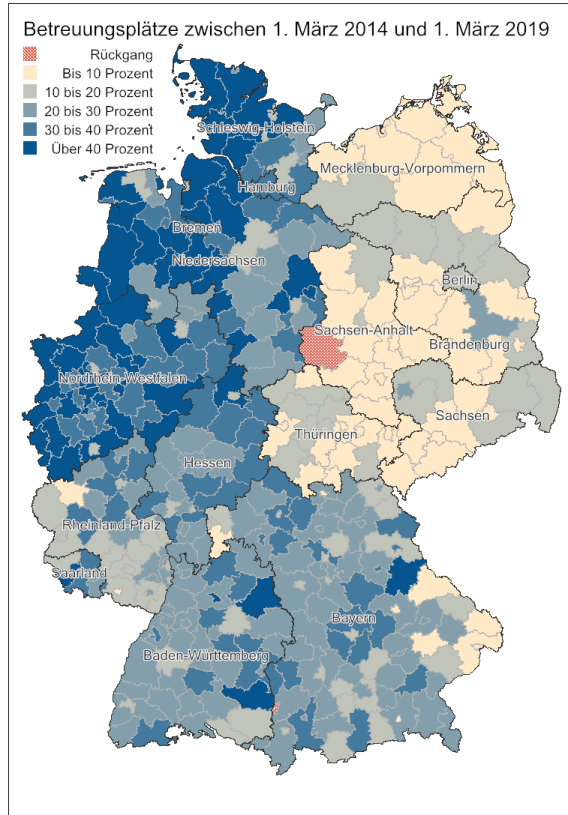 Betreuungsplätze zwischen 1. März 2014 und 1. März 2019
Rückgang
Bis 10 Prozent
10 bis 20 Prozent
20 bis 30 Prozent
30 bis 40 Prozent
Über 40 Prozent
Schleswig-Holstein
Mecklenburg-Vorpommern
Hamburg
Bremen
Niedersachsen
Berlin
Sachsen-Anhalt
Brandenburg
Nordrhein-Westfalen
Sachsen
Thüringen
Hessen
Rheinland-Pfalz
Saarland
Bayern
Baden-Württemberg